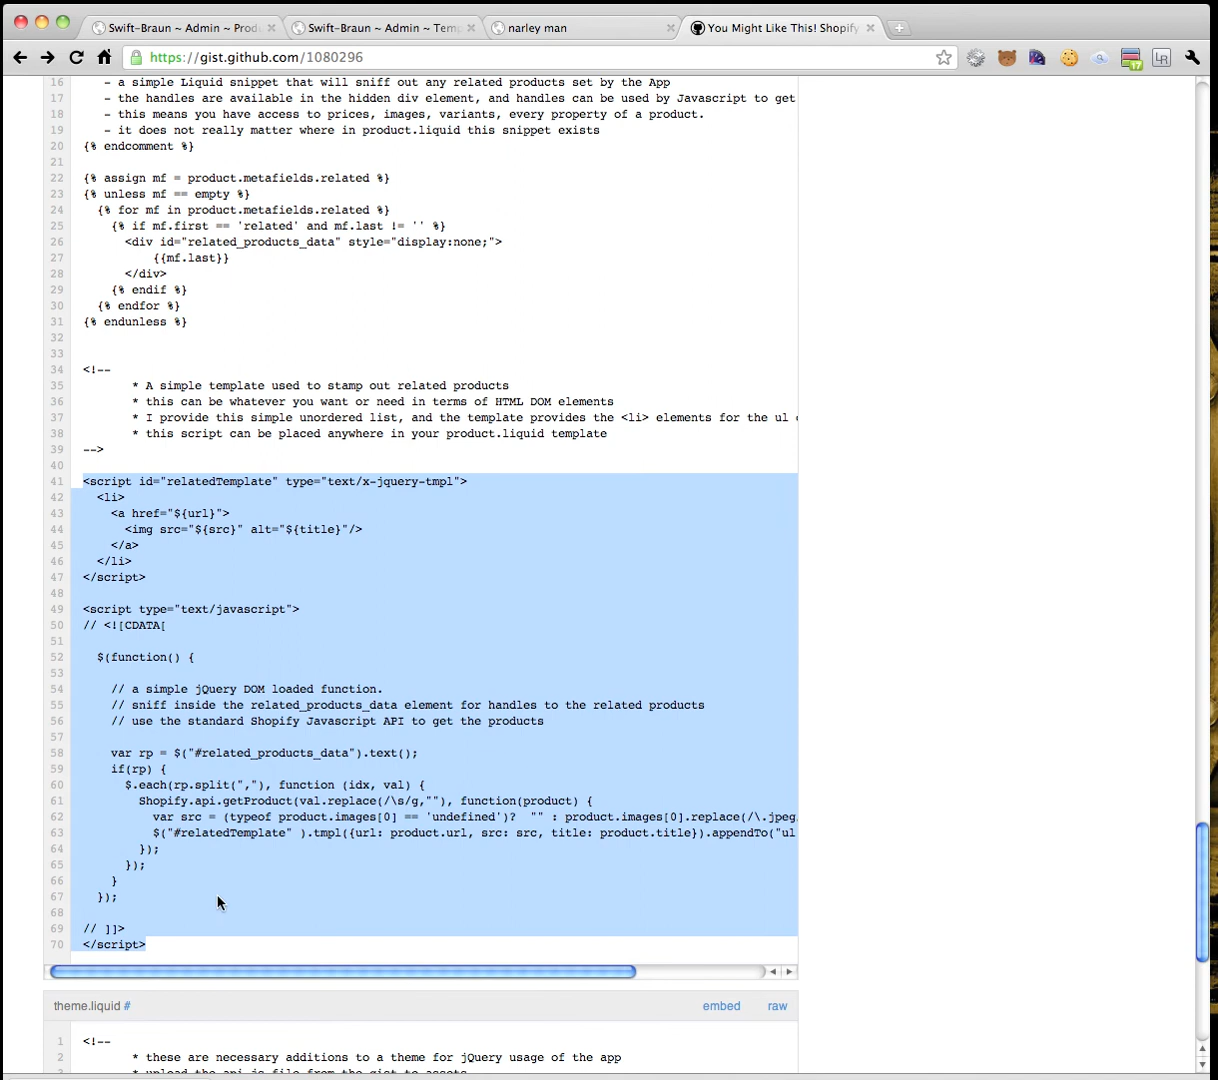 Swift-Braun ~ Admin ~ Produ
Swift-Braun ~ Admin ~ Temp
narley man
You Might Like This! Shopify
https://gist.github.com/1080296
16 - a simple Liquid snippet that will sniff out any related products set by the App
17 - the handles are available in the hidden div element, and handles can be used by Javascript to get
18 - this means you have access to prices, images, variants, every property of a product.
19 - it does not really matter where in product.liquid this snippet exists
20 {% endcomment %}
21
22 {% assign mf = product.metafields.related %}
23 {% unless mf == empty %}
24 {% for mf in product.metafields.related %}
25 {% if mf.first == 'related' and mf.last != '' %}
26 <div id="related_products_data" style="display:none;">
27 {{mf.last}}
28 </div>
29 {% endif %}
30 {% endfor %}
31 {% endunless %}
32
33
34 <!--
35 * A simple template used to stamp out related products
36 * this can be whatever you want or need in terms of HTML DOM elements
37 * I provide this simple unordered list, and the template provides the <li> elements for the ul
38 * this script can be placed anywhere in your product.liquid template
39 -->
40
41 <script id="relatedTemplate" type="text/x-jquery-tmpl">
42 <li>
43 <a href="${url}">
44 <img src="${src}" alt="${title}"/>
45 </a>
46 </li>
47 </script>
48
49 <script type="text/javascript">
50 // <![CDATA[
51
52 $(function() {
53
54 // a simple jQuery DOM loaded function.
55 // sniff inside the related_products_data element for handles to the related products
56 // use the standard Shopify Javascript API to get the products
57
58 var rp = $("#related_products_data").text();
59 if(rp) {
60 $.each(rp.split(","), function (idx, val) {
61 Shopify.api.getProduct(val.replace(/\s/g,""), function(product) {
62 var src = (typeof product.images[0] == 'undefined')? "" : product.images[0].replace(/\.jpeg
63 $("#relatedTemplate" ).tmpl({url: product.url, src: src, title: product.title}).appendTo("ul
64 });
65 });
66 }
67 });
68
69 // ]]>
70 </script>
theme.liquid #
embed
raw
1 <!--
2 * these are necessary additions to a theme for jQuery usage of the app
3 * upload the api.js file from the gist to assets
17
LR